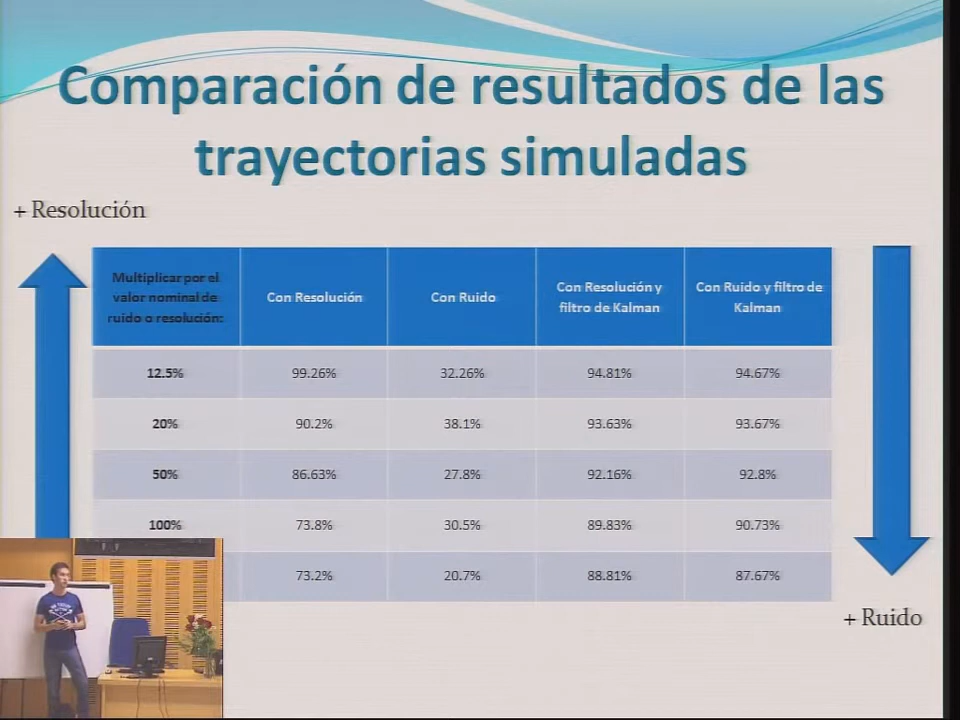 Comparación de resultados de las
trayectorias simuladas
+ Resolución
Multiplicar por el
valor nominal de
ruido o resolución:
Con Resolución
Con Ruido
Con Resolución y
filtro de Kalman
Con Ruido y filtro de
Kalman
12.5% 99.26% 32.26% 94.81% 94.67%
20% 90.2% 38.1% 93.63% 93.67%
50% 86.63% 27.8% 92.16% 92.8%
100% 73.8% 30.5% 89.83% 90.73%
73.2% 20.7% 88.81% 87.67%
+ Ruido